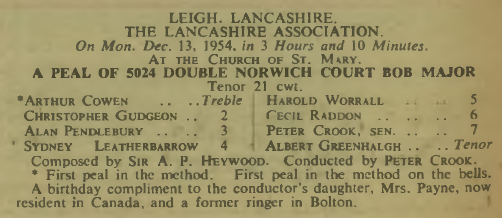 LEIGH, LANCASHIRE.
THE LANCASHIRE ASSOCIATION.
On Mon. Dec. 13, 1954, in 3 Hours and 10 Minutes.
AT THE CHURCH OF ST. MARY,
A PEAL OF 5024 DOUBLE NORWICH COURT BOB MAJOR
Tenor 21 cwt.
*ARTHUR COWEN .. .. Treble HAROLD WORRALL .. .. 5
CHRISTOPHER GUDGEON .. 2 CECIL RADDON .. .. 6
ALAN PENDLEBURY .. 3 PETER CROOK, SEN. .. .. 7
SYDNEY LEATHERBARROW 4 ALBERT GREENHALGH .. Tenor
Composed by SIR A. P. HEYWOOD. Conducted by PETER CROOK.
* First peal in the method. First peal in the method on the bells.
A birthday compliment to the conductor's daughter, Mrs. Payne, now
resident in Canada, and a former ringer in Bolton.